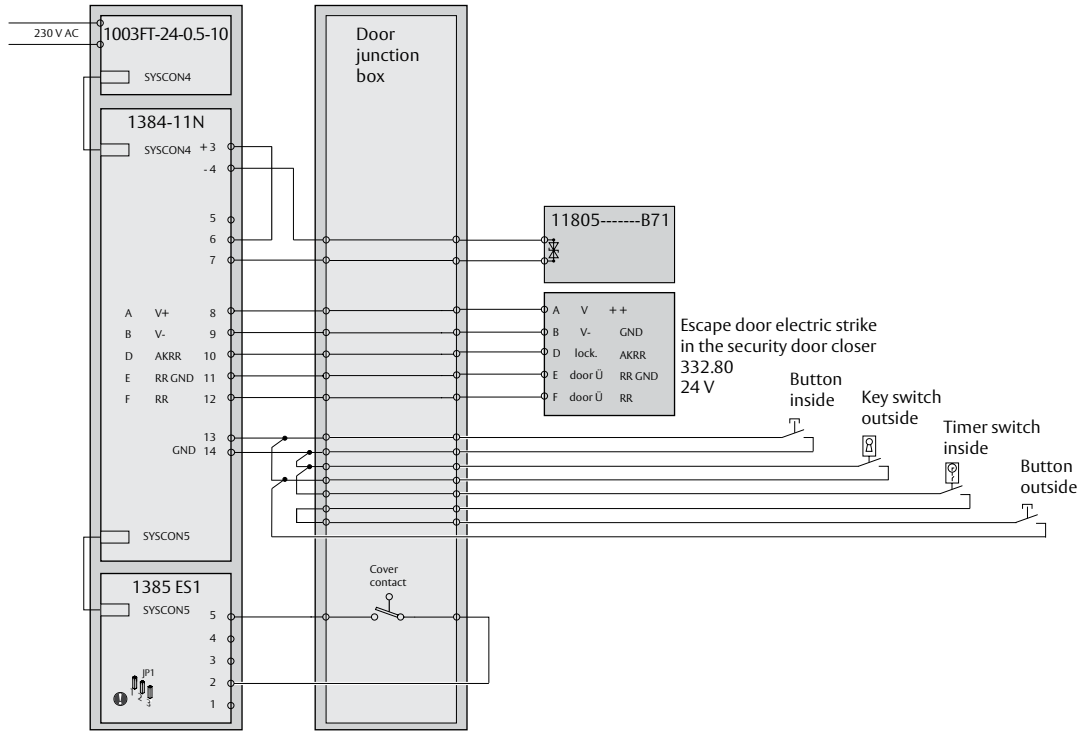 230 V AC
1003FT-24-0.5-10
SYSCON4
1384-11N
SYSCON4 +3
-4
5
6
7
A V+ 8
B V- 9
D AKRR 10
E RR GND 11
F RR 12
13
GND 14
SYSCON5
1385 ES1
SYSCON5 5
4
3
2
1
JP1
1
2
3
Door
junction
box
Cover
contact
11805-------B71
A V ++
B V- GND
D lock. AKRR
E door Ü RR GND
F door Ü RR
Escape door electric strike
in the security door closer
332.80
24 V
Button
inside
Key switch
outside
Timer switch
inside
Button
outside